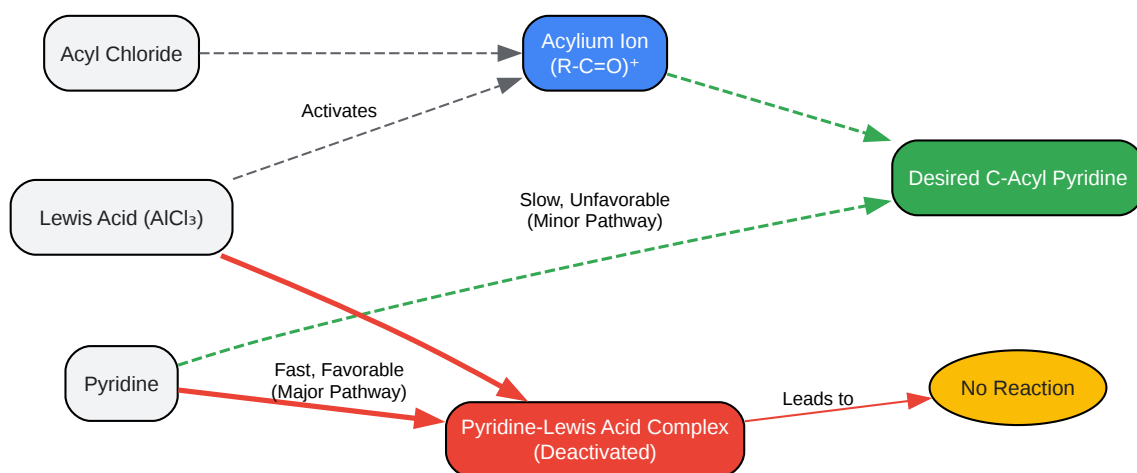 Acyl Chloride
Acylium Ion
(R-C=O)⁺
Activates
Desired C-Acyl Pyridine
Lewis Acid (AlCl₃)
Slow, Unfavorable
(Minor Pathway)
Pyridine
Fast, Favorable
(Major Pathway)
Pyridine-Lewis Acid Complex
(Deactivated)
Leads to
No Reaction